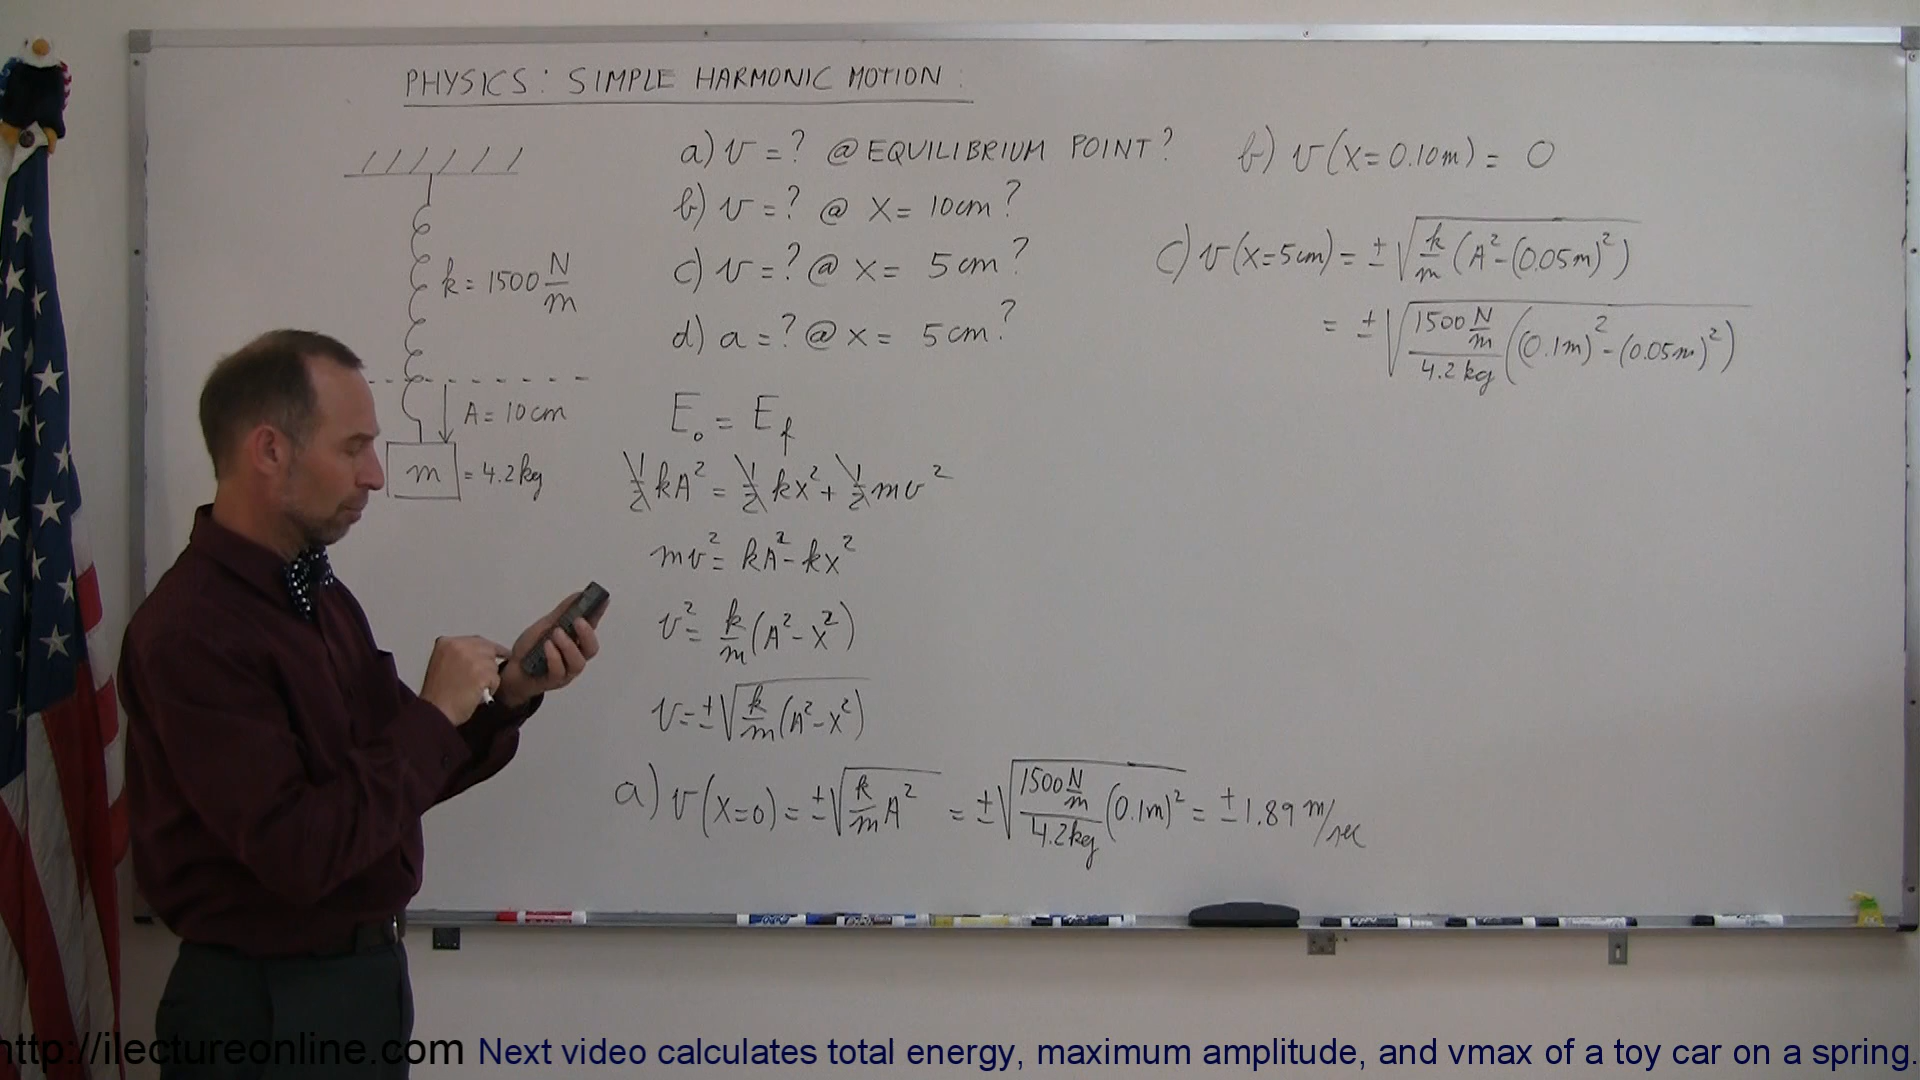 PHYSICS: SIMPLE HARMONIC MOTION:
k = 1500 N/m
A = 10cm
m = 4.2kg
a) v = ? @ EQUILIBRIUM POINT?
b) v = ? @ x = 10cm?
c) v = ? @ x = 5cm?
d) a = ? @ x = 5cm?
E₀ = E_f
½kA² = ½kx² + ½mv²
mv² = kA² - kx²
v² = k/m (A² - x²)
v = ±√(k/m (A² - x²))
a) v(x=0) = ±√(k/m A²) = ±√(1500 N/m / 4.2kg (0.1m)²) = ±1.89 m/sec
b) v(x = 0.10m) = 0
c) v(x=5cm) = ±√(k/m (A² - (0.05m)²))
= ±√(1500 N/m / 4.2kg ((0.1m)² - (0.05m)²))
http://ilectureonline.com Next video calculates total energy, maximum amplitude, and vmax of a toy car on a spring.